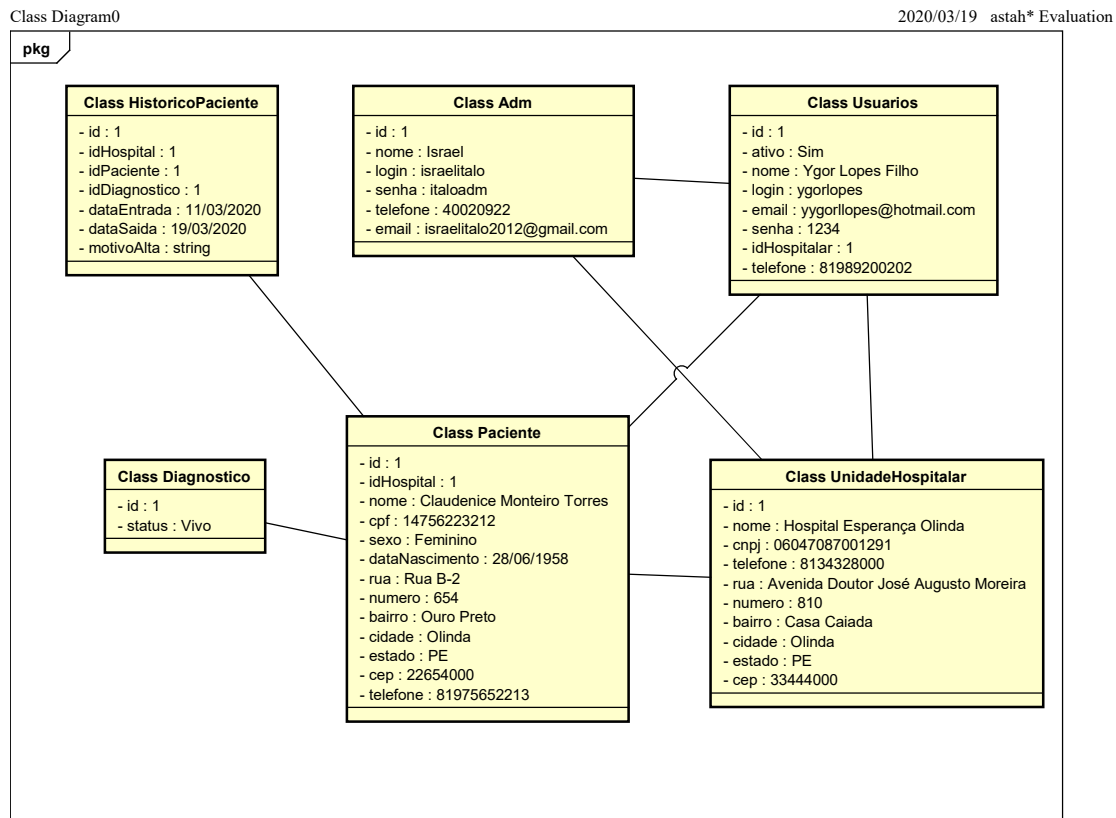 Class Diagram0
2020/03/19 astah* Evaluation
pkg
Class HistoricoPaciente
- id : 1
- idHospital : 1
- idPaciente : 1
- idDiagnostico : 1
- dataEntrada : 11/03/2020
- dataSaida : 19/03/2020
- motivoAlta : string
Class Adm
- id : 1
- nome : Israel
- login : israelitalo
- senha : italoadm
- telefone : 40020922
- email : israelitalo2012@gmail.com
Class Usuarios
- id : 1
- ativo : Sim
- nome : Ygor Lopes Filho
- login : ygorlopes
- email : yygorllopes@hotmail.com
- senha : 1234
- idHospitalar : 1
- telefone : 81989200202
Class Diagnostico
- id : 1
- status : Vivo
Class Paciente
- id : 1
- idHospital : 1
- nome : Claudenice Monteiro Torres
- cpf : 14756223212
- sexo : Feminino
- dataNascimento : 28/06/1958
- rua : Rua B-2
- numero : 654
- bairro : Ouro Preto
- cidade : Olinda
- estado : PE
- cep : 22654000
- telefone : 81975652213
Class UnidadeHospitalar
- id : 1
- nome : Hospital Esperança Olinda
- cnpj : 06047087001291
- telefone : 8134328000
- rua : Avenida Doutor José Augusto Moreira
- numero : 810
- bairro : Casa Caiada
- cidade : Olinda
- estado : PE
- cep : 33444000